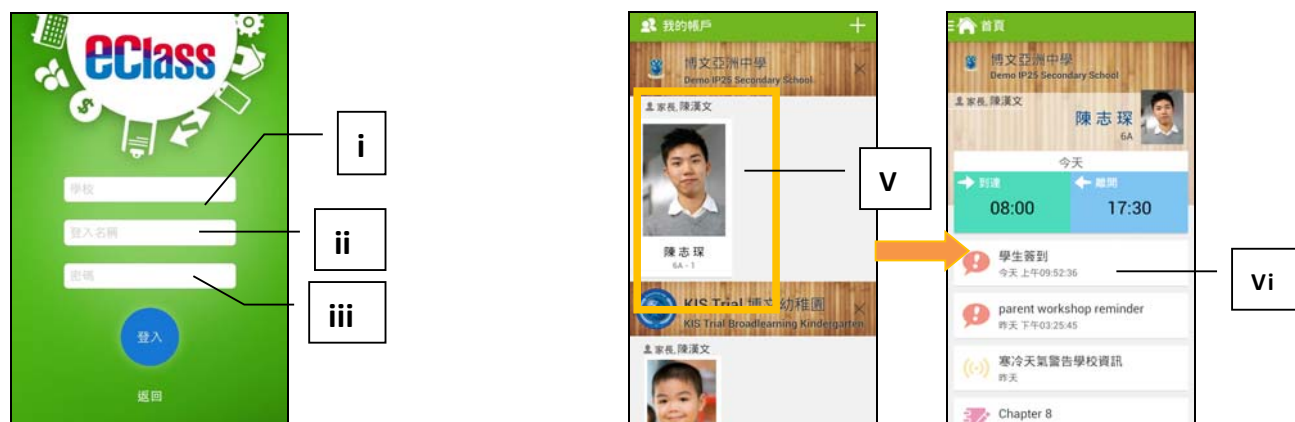 eClass
學校
登入名稱
密碼
登入
返回
i
ii
iii
我的帳戶
博文亞洲中學
Demo IP25 Secondary School
家長, 陳漢文
陳志琛
6A - 1
KIS Trial 博文幼稚園
KIS Trial Broadlearning Kindergarten
家長, 陳漢文
V
首頁
博文亞洲中學
Demo IP25 Secondary School
家長, 陳漢文
陳志琛
6A
今天
到達
離開
08:00
17:30
學生簽到
今天 上午09:52:36
parent workshop reminder
昨天 下午03:25:45
寒冷天氣警告學校資訊
昨天
Chapter 8
Vi